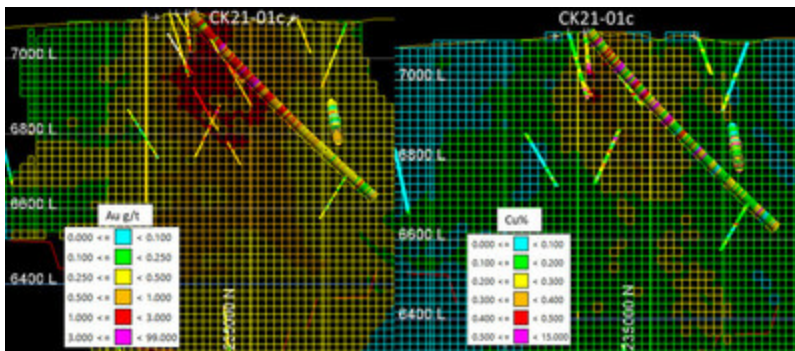 CK21-01c
7000 L
6800 L
6600 L
6400 L
Au g/t
0.000 <= < 0.100
0.100 <= < 0.250
0.250 <= < 0.500
0.500 <= < 1.000
1.000 <= < 3.000
3.000 <= < 99.000
CK21-01c
7000 L
6800 L
6600 L
6400 L
Cu%
0.000 <= < 0.100
0.100 <= < 0.200
0.200 <= < 0.300
0.300 <= < 0.400
0.400 <= < 0.500
0.500 <= < 15.000
235000 N